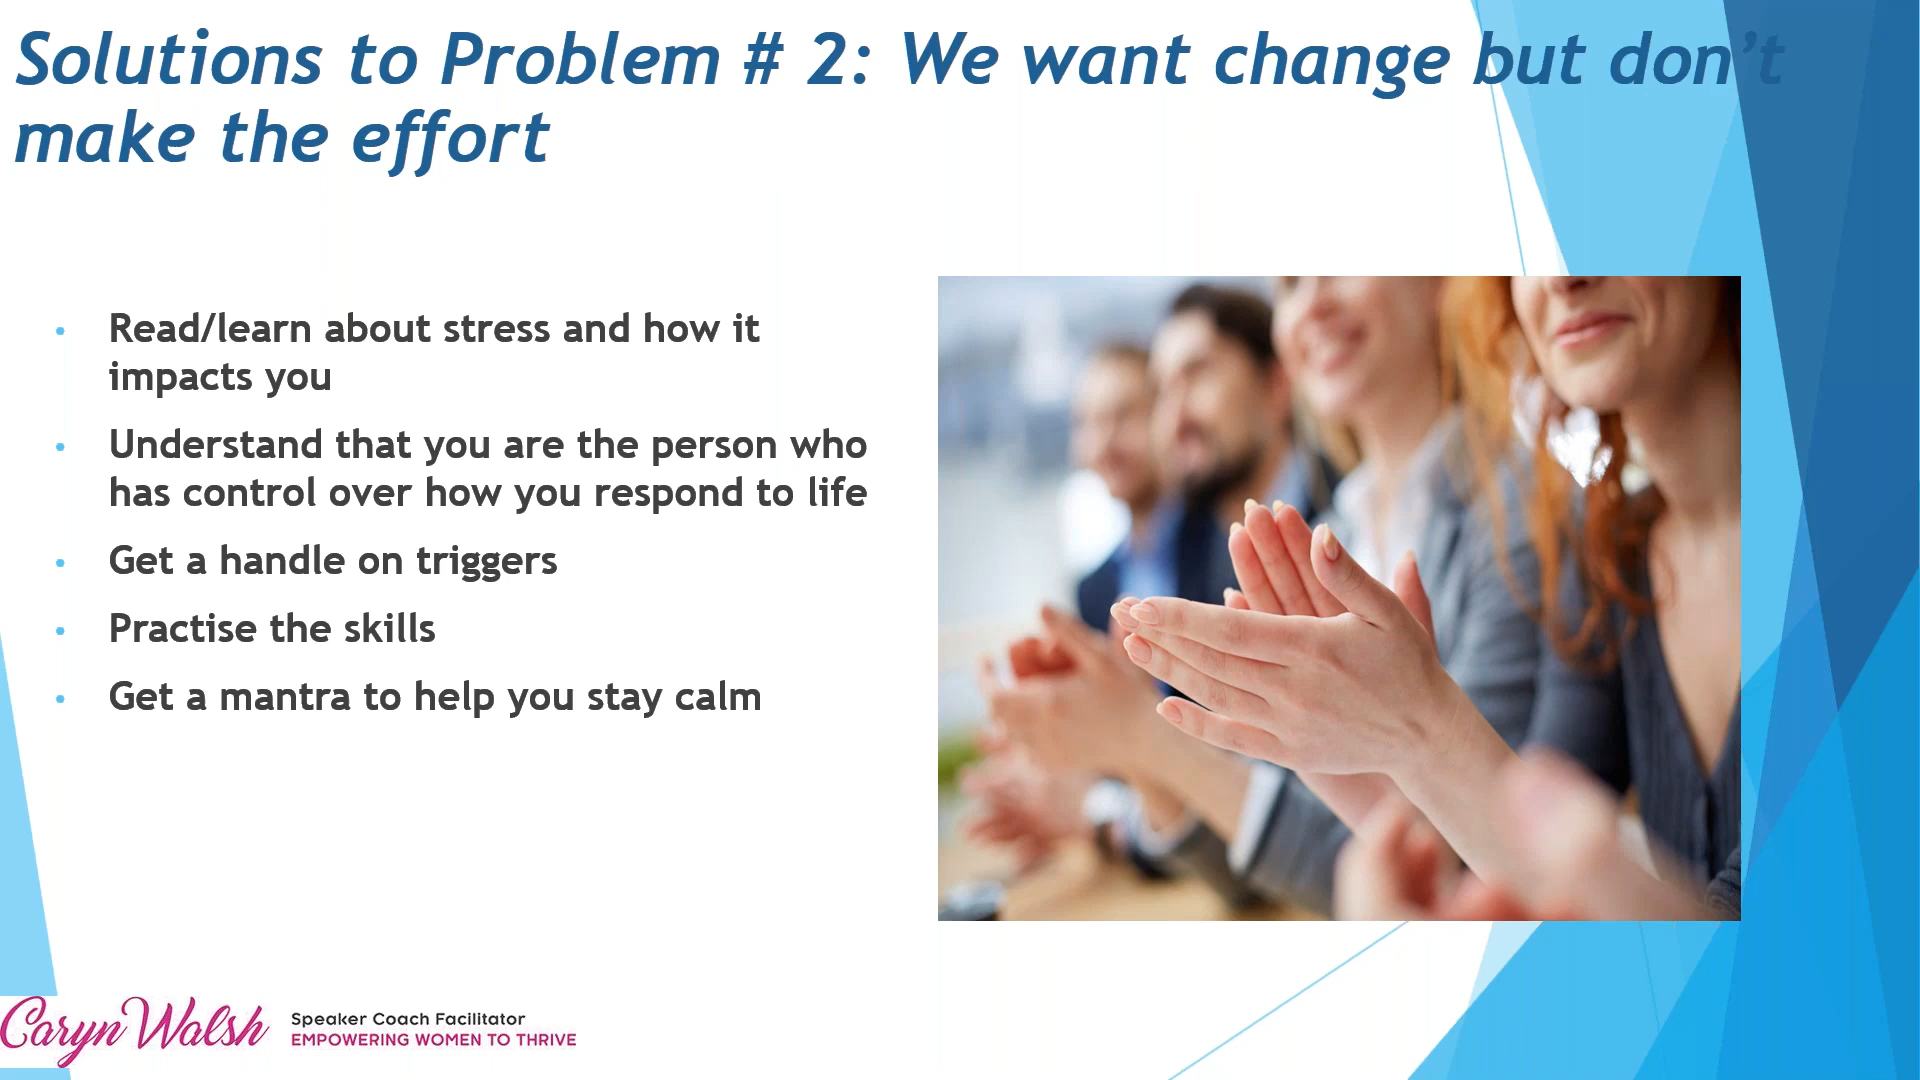 Solutions to Problem # 2: We want change but don't
make the effort
• Read/learn about stress and how it
impacts you
• Understand that you are the person who
has control over how you respond to life
• Get a handle on triggers
• Practise the skills
• Get a mantra to help you stay calm
Caryn Walsh
Speaker Coach Facilitator
EMPOWERING WOMEN TO THRIVE